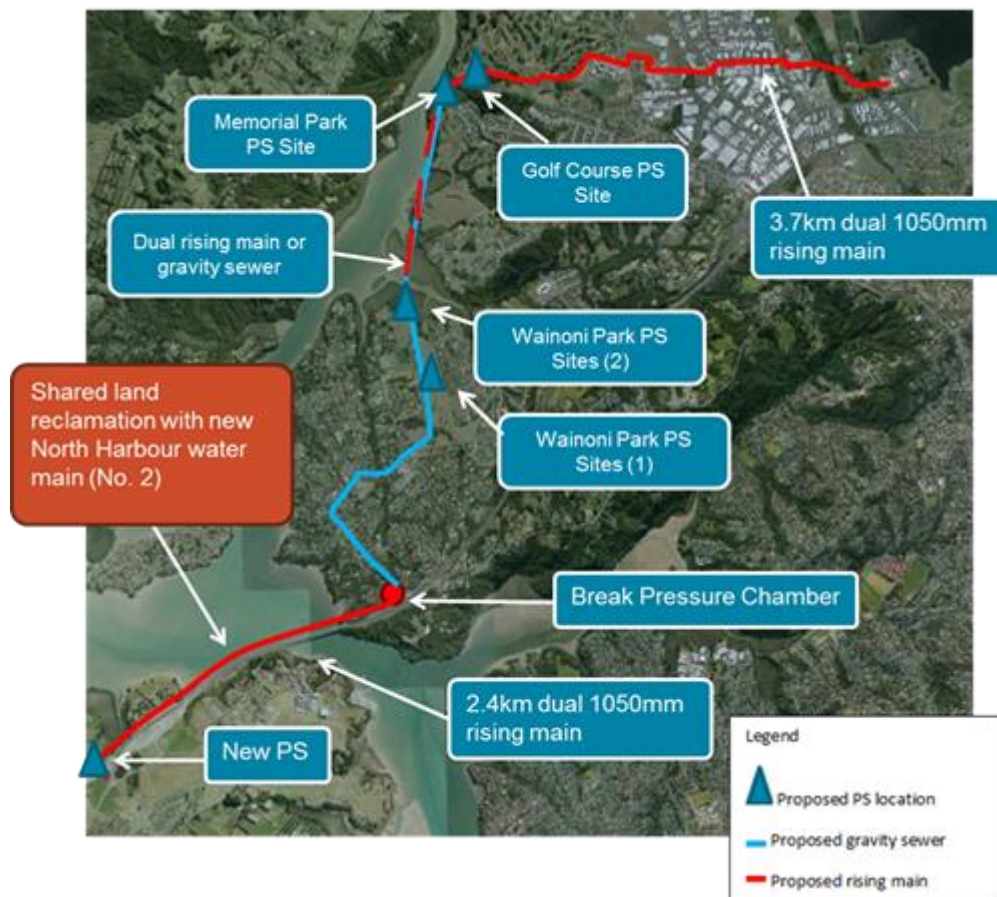 Memorial Park
PS Site
Golf Course PS
Site
3.7km dual 1050mm
rising main
Dual rising main or
gravity sewer
Wainoni Park PS
Sites (2)
Shared land
reclamation with new
North Harbour water
main (No. 2)
Wainoni Park PS
Sites (1)
Break Pressure Chamber
2.4km dual 1050mm
rising main
New PS
Legend
Proposed PS location
Proposed gravity sewer
Proposed rising main